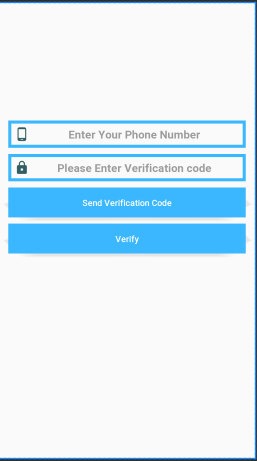 Enter Your Phone Number
Please Enter Verification code
Send Verification Code
Verify